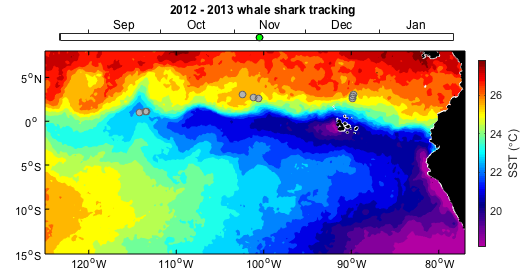 2012 - 2013 whale shark tracking
Sep Oct Nov Dec Jan
5°N
0°
5°S
10°S
15°S
120°W 110°W 100°W 90°W 80°W
26
24
22
20
SST (°C)